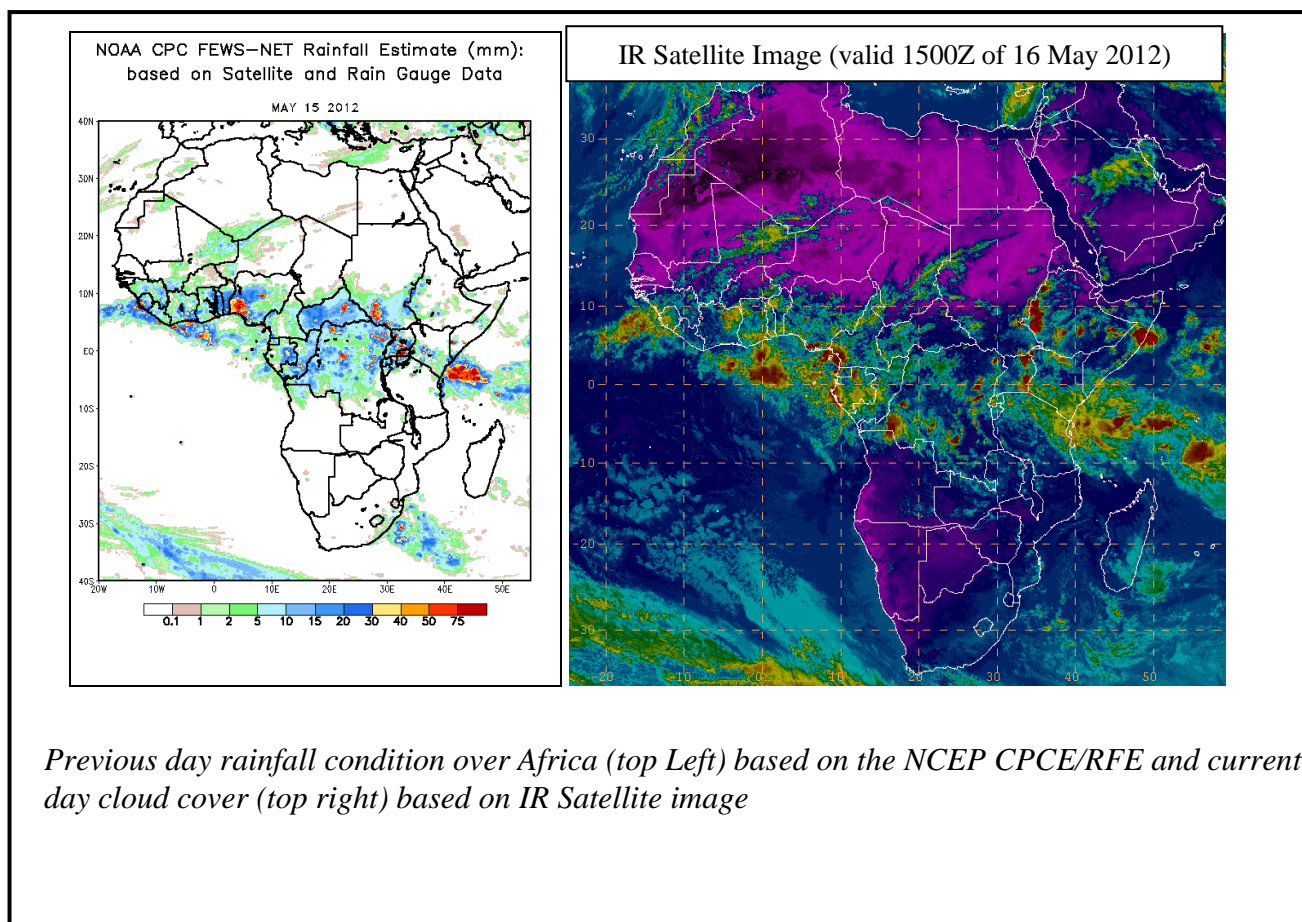 NOAA CPC FEWS-NET Rainfall Estimate (mm):
based on Satellite and Rain Gauge Data
MAY 15 2012
40N
30N
20N
10N
EQ
10S
20S
30S
40S
20W 10W 0 10E 20E 30E 40E 50E
0.1 1 2 5 10 15 20 30 40 50 75
IR Satellite Image (valid 1500Z of 16 May 2012)
30
20
10
0
-10
-20
-30
-20 -10 0 10 20 30 40 50
Previous day rainfall condition over Africa (top Left) based on the NCEP CPCE/RFE and current
day cloud cover (top right) based on IR Satellite image